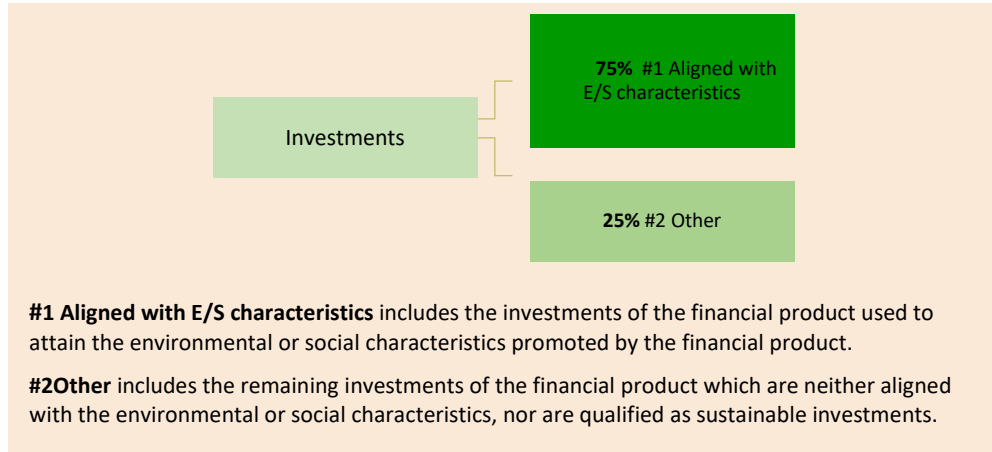 75% #1 Aligned with
E/S characteristics
Investments
25% #2 Other
#1 Aligned with E/S characteristics includes the investments of the financial product used to
attain the environmental or social characteristics promoted by the financial product.
#2Other includes the remaining investments of the financial product which are neither aligned
with the environmental or social characteristics, nor are qualified as sustainable investments.